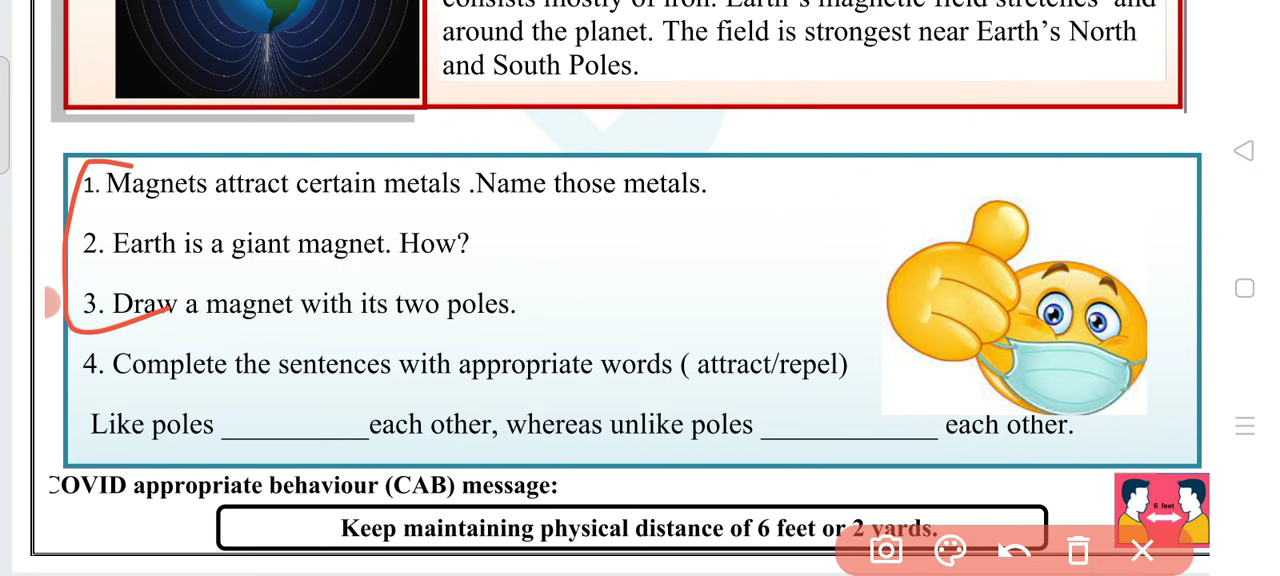 around the planet. The field is strongest near Earth's North
and South Poles.
1. Magnets attract certain metals .Name those metals.
2. Earth is a giant magnet. How?
3. Draw a magnet with its two poles.
4. Complete the sentences with appropriate words ( attract/repel)
Like poles __________each other, whereas unlike poles ____________ each other.
COVID appropriate behaviour (CAB) message:
6 feet
Keep maintaining physical distance of 6 feet or 2 yards.